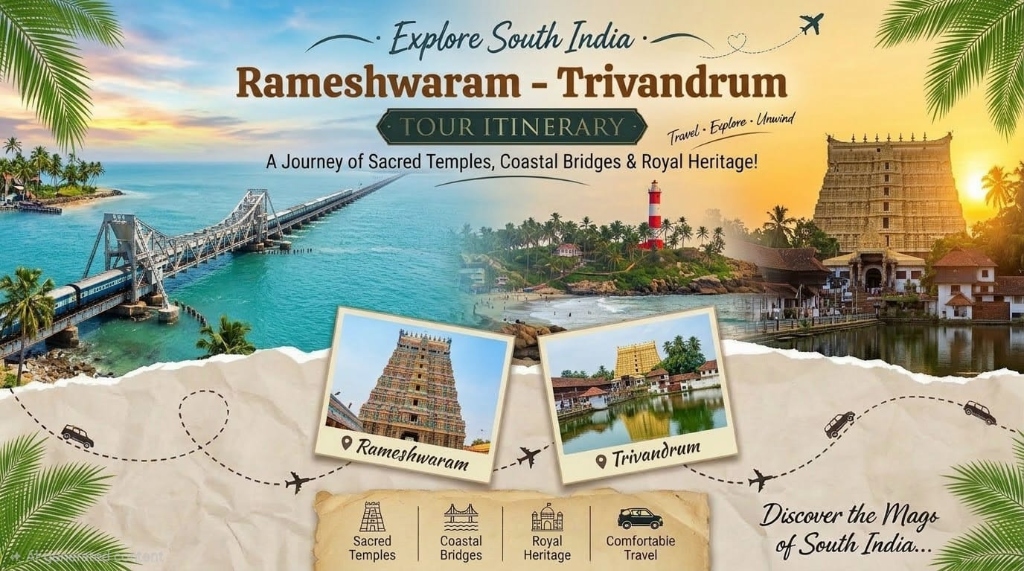 Explore South India
Rameshwaram - Trivandrum
TOUR ITINERARY
Travel • Explore • Unwind
A Journey of Sacred Temples, Coastal Bridges & Royal Heritage!
Rameshwaram
Trivandrum
Sacred
Temples
Coastal
Bridges
Royal
Heritage
Comfortable
Travel
Discover the Mago
of South India...